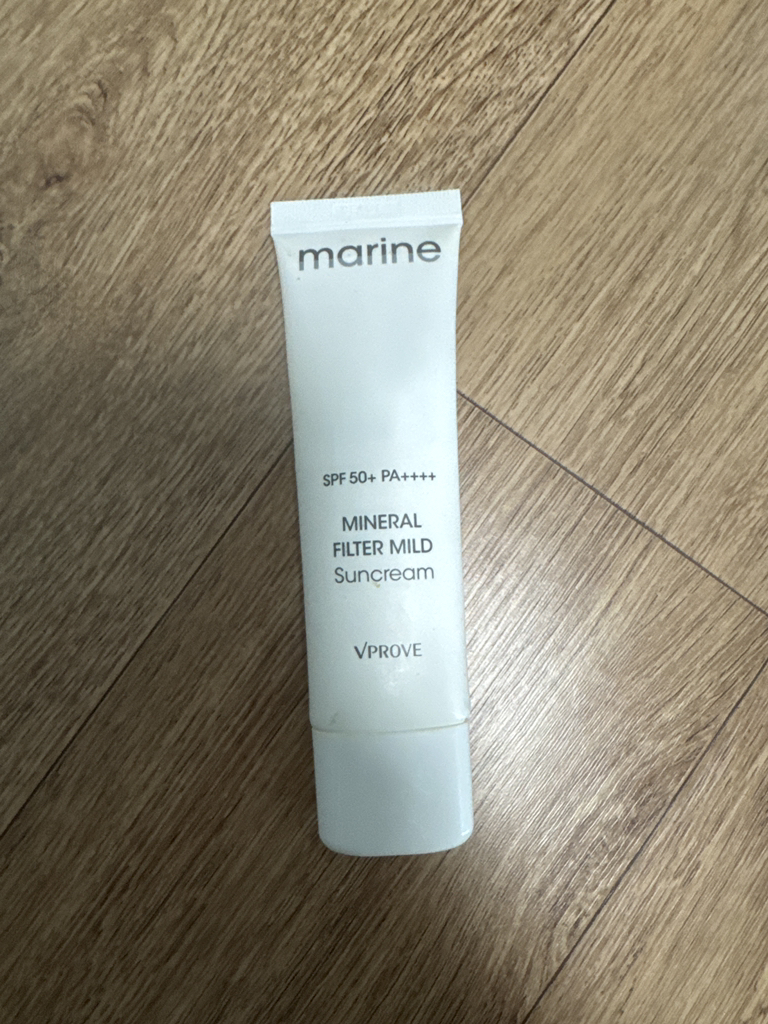 marine
SPF 50+ PA++++
MINERAL
FILTER MILD
Suncream
VPROVE